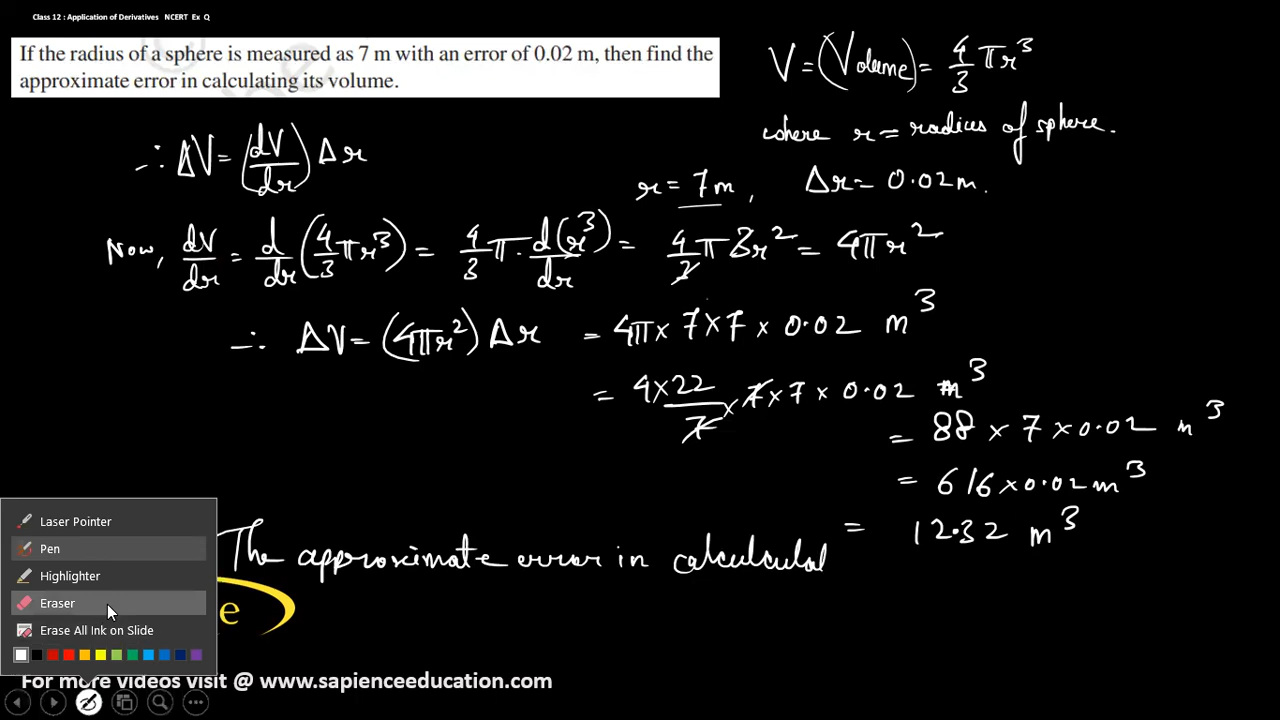 Class 12 : Application of Derivatives NCERT Ex Q
If the radius of a sphere is measured as 7 m with an error of 0.02 m, then find the
approximate error in calculating its volume.
V = (Volume) = 4/3 πr³
where r = radius of sphere.
r = 7m, Δr = 0.02m.
∴ ΔV = (dV/dr) Δr
Now, dV/dr = d/dr (4/3 πr³) = 4/3 π · d(r³)/dr = 4/3 π 3r² = 4πr²
∴ ΔV = (4πr²) Δr = 4π × 7 × 7 × 0.02 m³
= 4×22/7 × 7 × 7 × 0.02 m³
= 88 × 7 × 0.02 m³
= 616 × 0.02 m³
= 12.32 m³
The approximate error in calculculal
Laser Pointer
Pen
Highlighter
Eraser
Erase All Ink on Slide
e
For more videos visit @ www.sapienceeducation.com